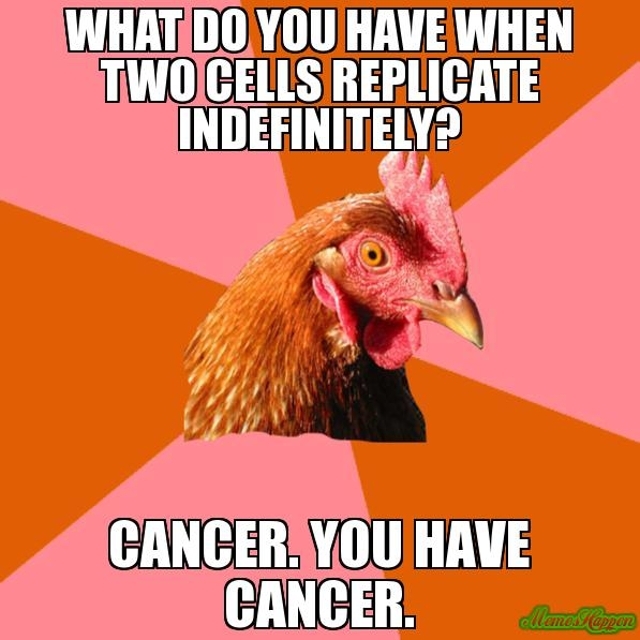 WHAT DO YOU HAVE WHEN
TWO CELLS REPLICATE
INDEFINITELY?
CANCER. YOU HAVE
CANCER.
MemesHappen